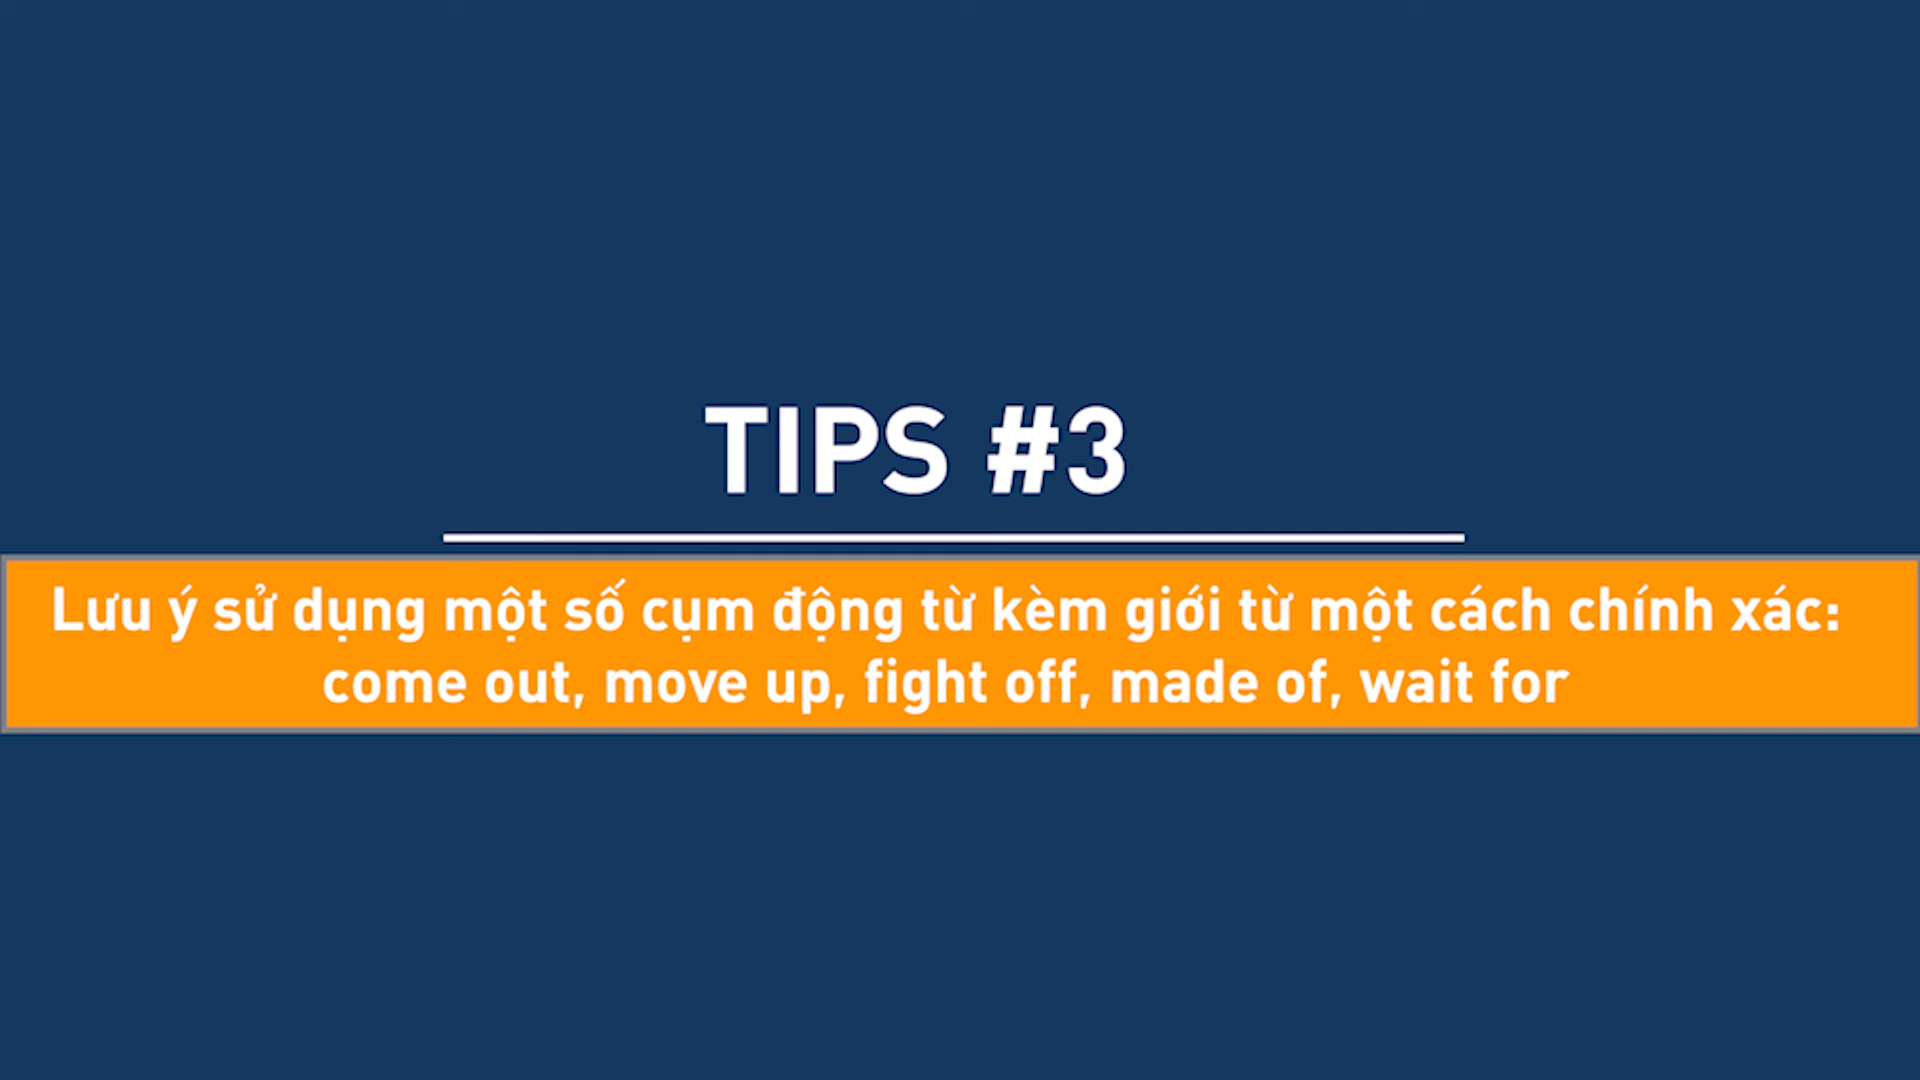 TIPS #3
Lưu ý sử dụng một số cụm động từ kèm giới từ một cách chính xác:
come out, move up, fight off, made of, wait for